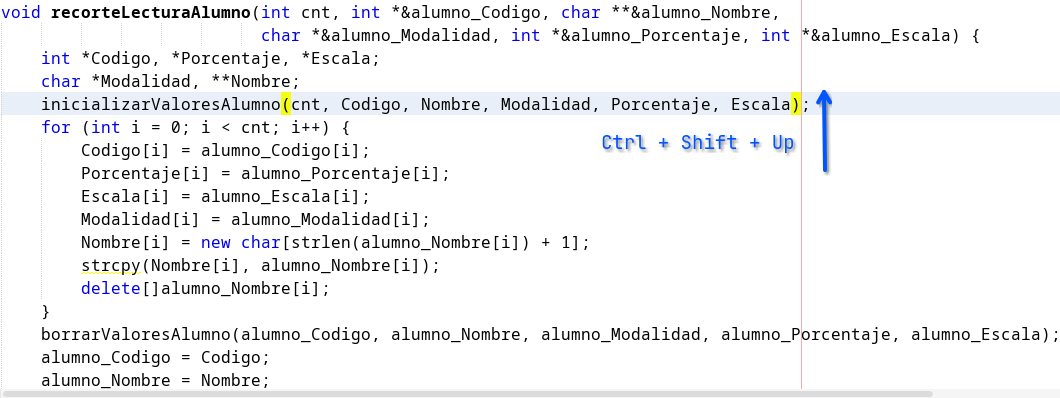 void recorteLecturaAlumno(int cnt, int *&alumno_Codigo, char **&alumno_Nombre,
                          char *&alumno_Modalidad, int *&alumno_Porcentaje, int *&alumno_Escala) {
    int *Codigo, *Porcentaje, *Escala;
    char *Modalidad, **Nombre;
    inicializarValoresAlumno(cnt, Codigo, Nombre, Modalidad, Porcentaje, Escala);
    for (int i = 0; i < cnt; i++) {
Ctrl + Shift + Up
        Codigo[i] = alumno_Codigo[i];
        Porcentaje[i] = alumno_Porcentaje[i];
        Escala[i] = alumno_Escala[i];
        Modalidad[i] = alumno_Modalidad[i];
        Nombre[i] = new char[strlen(alumno_Nombre[i]) + 1];
        strcpy(Nombre[i], alumno_Nombre[i]);
        delete[]alumno_Nombre[i];
    }
    borrarValoresAlumno(alumno_Codigo, alumno_Nombre, alumno_Modalidad, alumno_Porcentaje, alumno_Escala);
    alumno_Codigo = Codigo;
    alumno_Nombre = Nombre;